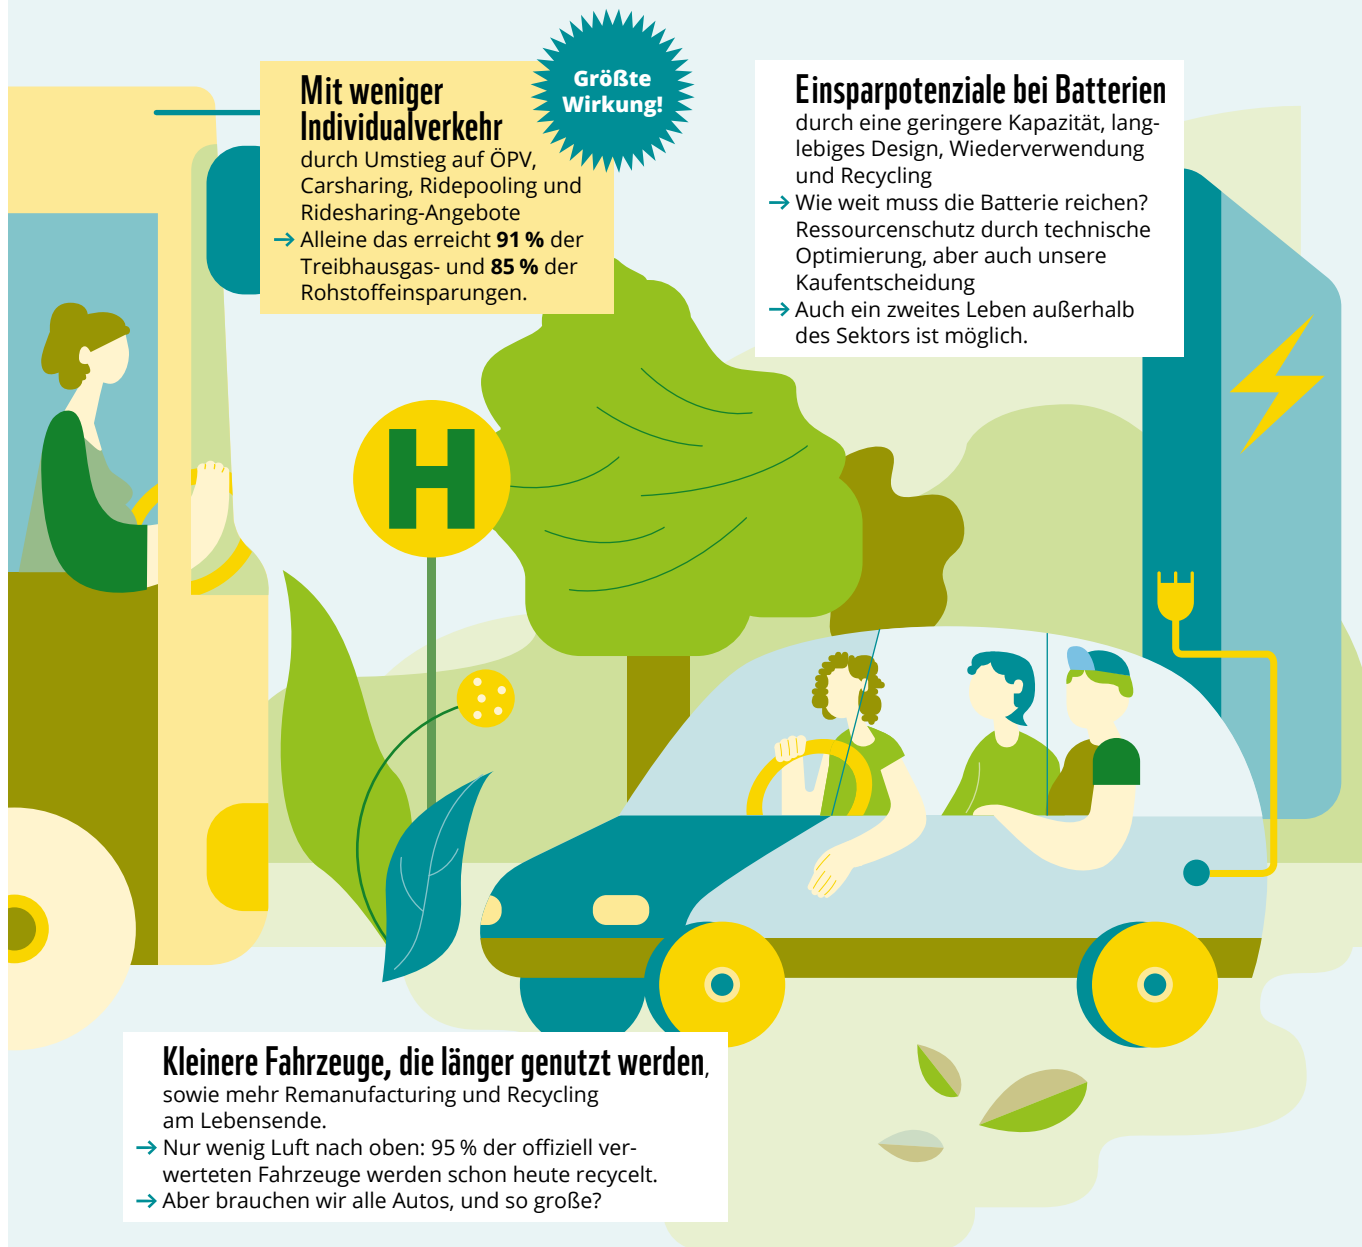 Mit weniger
Individualverkehr
durch Umstieg auf ÖPV,
Carsharing, Ridepooling und
Ridesharing-Angebote
→ Alleine das erreicht 91 % der
Treibhausgas- und 85 % der
Rohstoffeinsparungen.
Größte
Wirkung!
Einsparpotenziale bei Batterien
durch eine geringere Kapazität, lang-
lebiges Design, Wiederverwendung
und Recycling
→ Wie weit muss die Batterie reichen?
Ressourcenschutz durch technische
Optimierung, aber auch unsere
Kaufentscheidung
→ Auch ein zweites Leben außerhalb
des Sektors ist möglich.
H
Kleinere Fahrzeuge, die länger genutzt werden,
sowie mehr Remanufacturing und Recycling
am Lebensende.
→ Nur wenig Luft nach oben: 95 % der offiziell ver-
werteten Fahrzeuge werden schon heute recycelt.
→ Aber brauchen wir alle Autos, und so große?